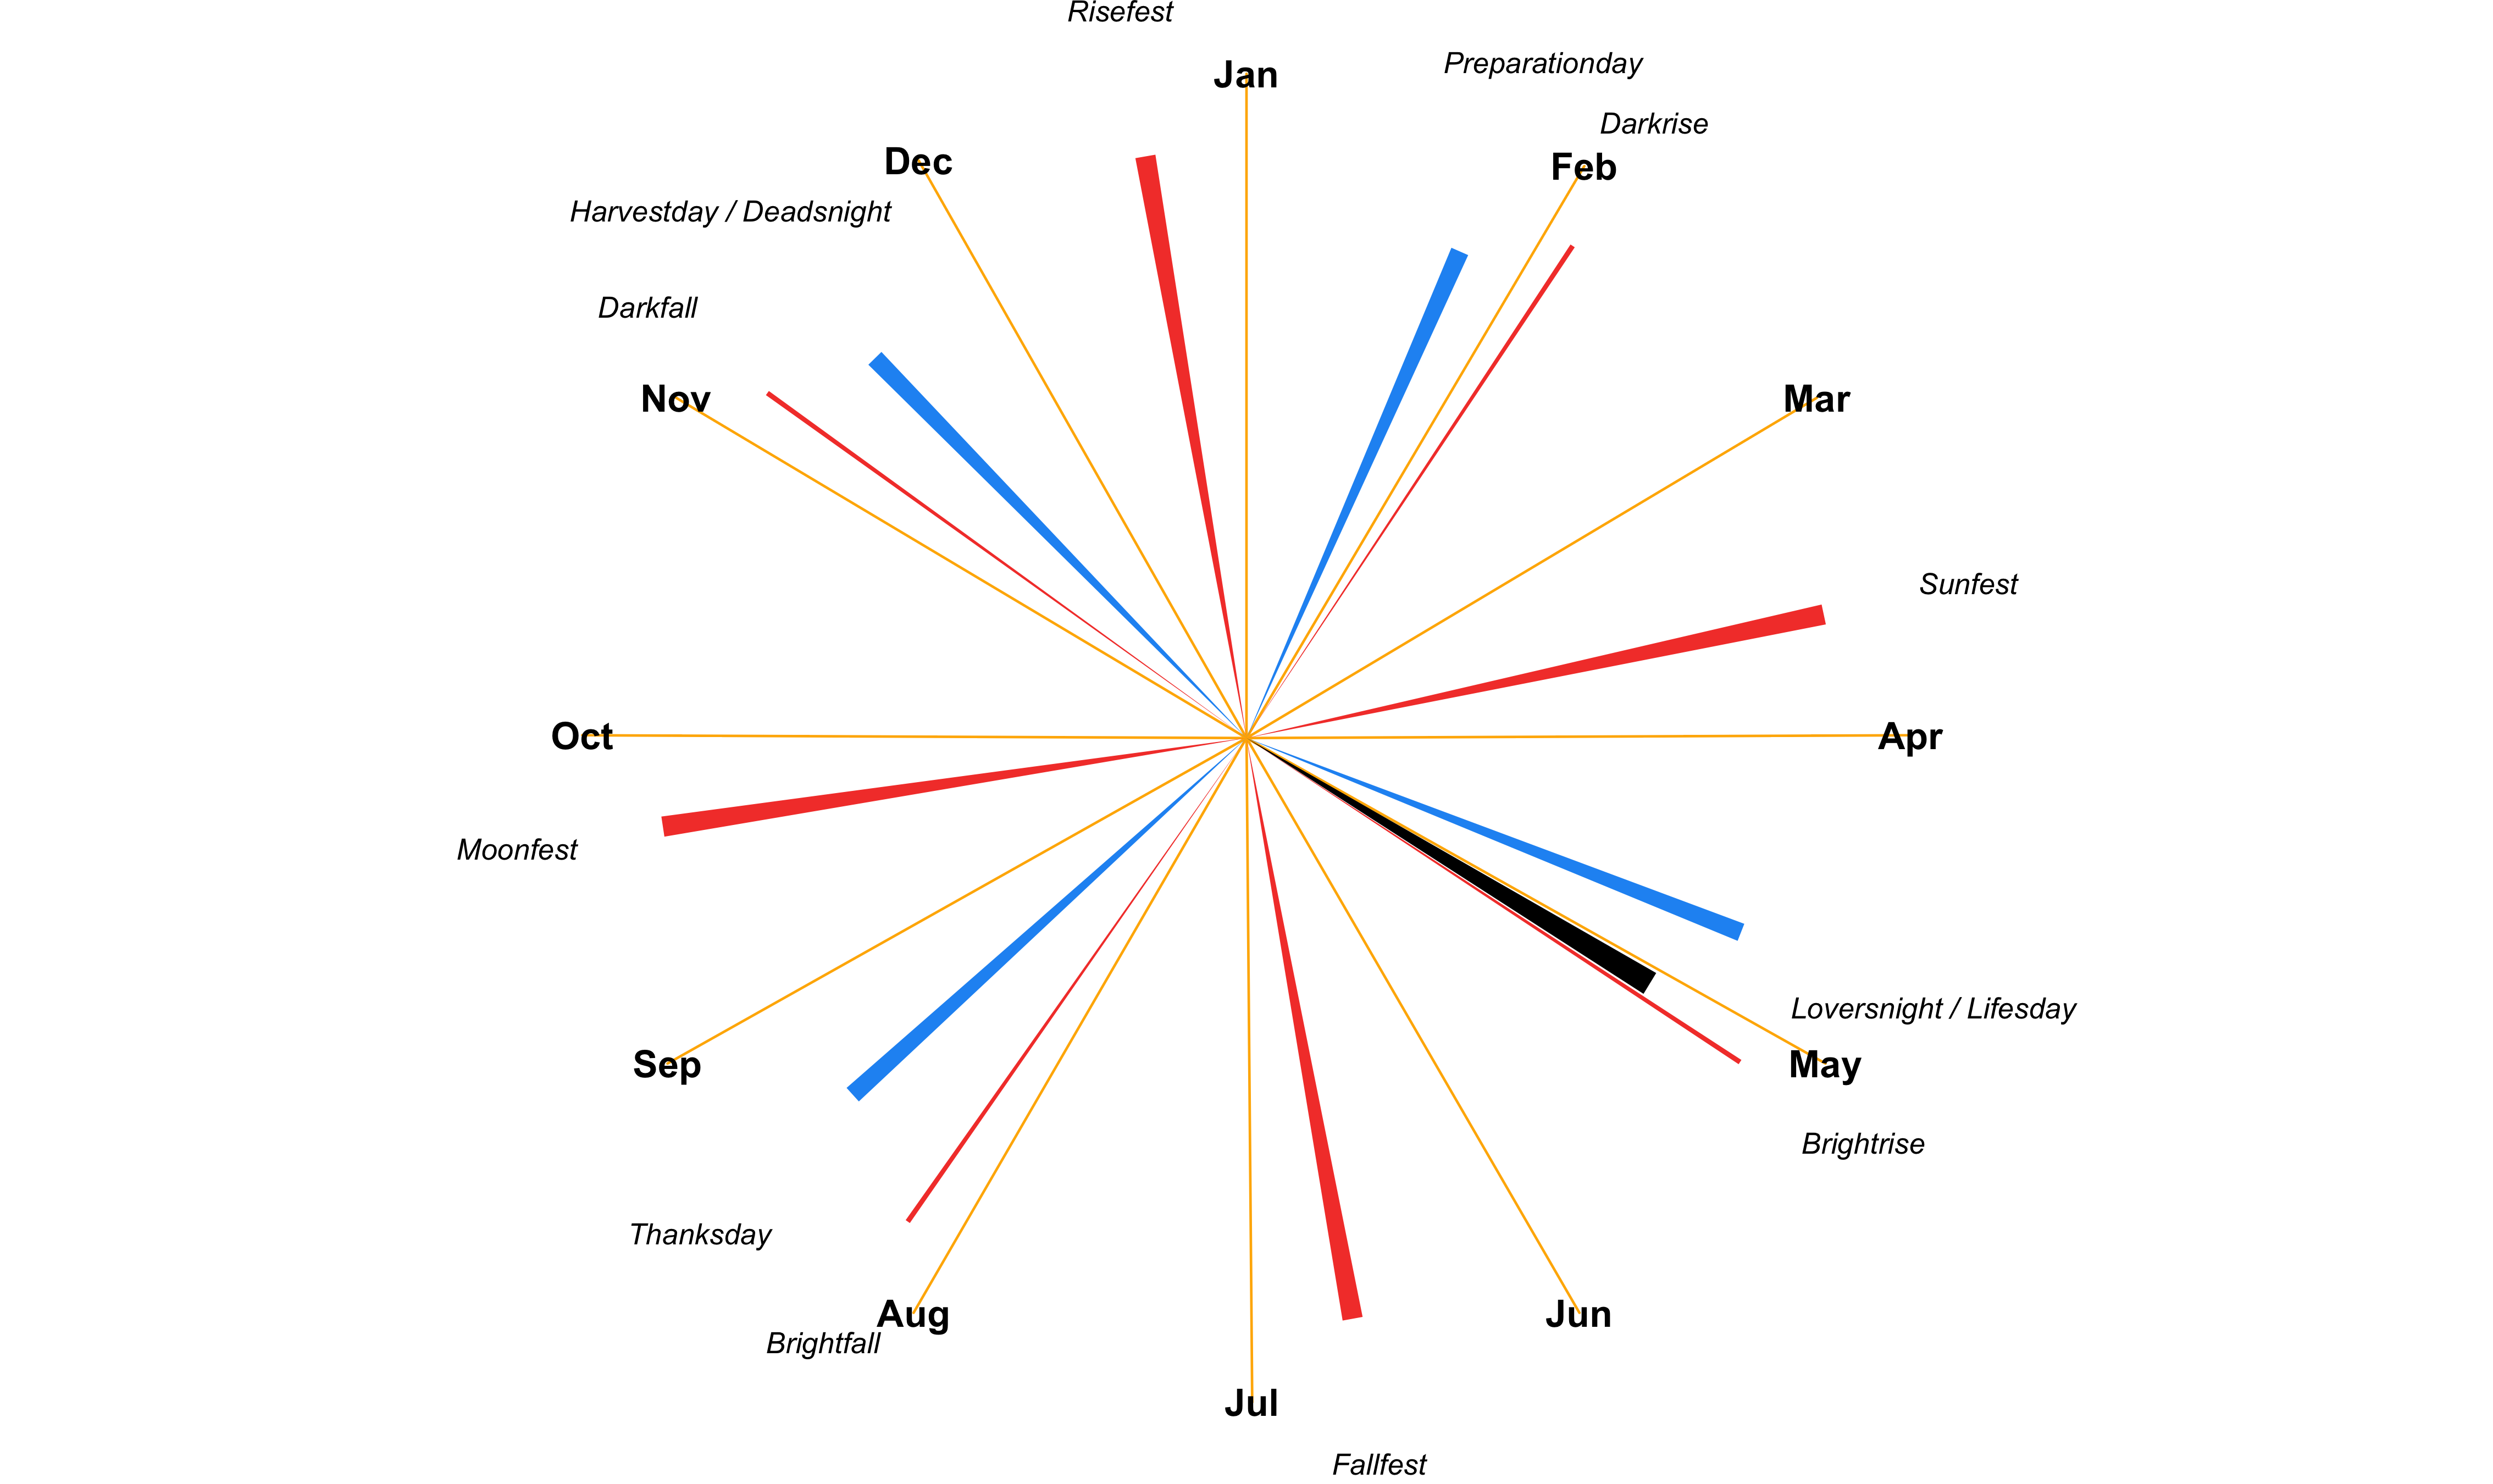 Risefest
Jan
Preparationday
Darkrise
Dec
Feb
Harvestday / Deadsnight
Darkfall
Nov
Mar
Sunfest
Oct
Apr
Moonfest
Loversnight / Lifesday
Sep
May
Brightrise
Thanksday
Aug
Jun
Brightfall
Jul
Fallfest